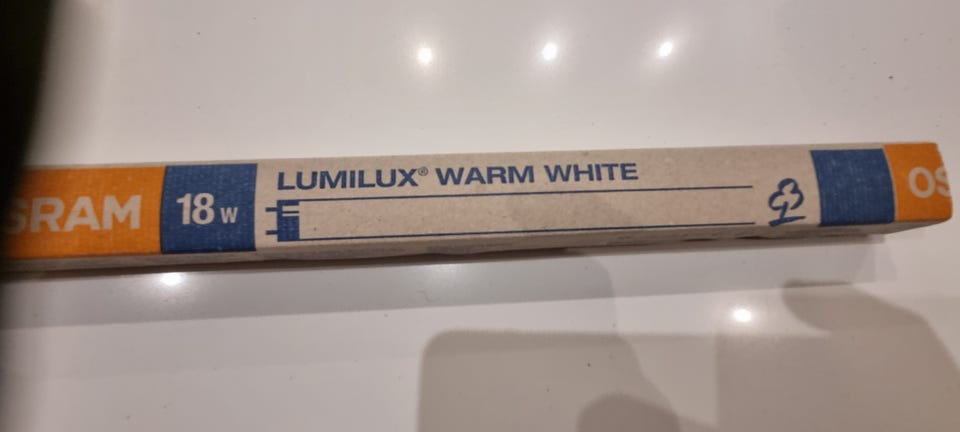 SRAM
18 W
LUMILUX® WARM WHITE
OS